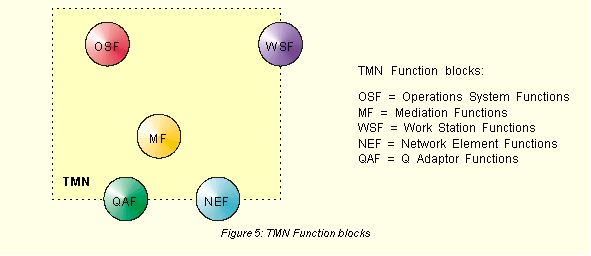 OSF
WSF
MF
TMN
QAF
NEF
TMN Function blocks:
OSF = Operations System Functions
MF = Mediation Functions
WSF = Work Station Functions
NEF = Network Element Functions
QAF = Q Adaptor Functions
Figure 5: TMN Function blocks